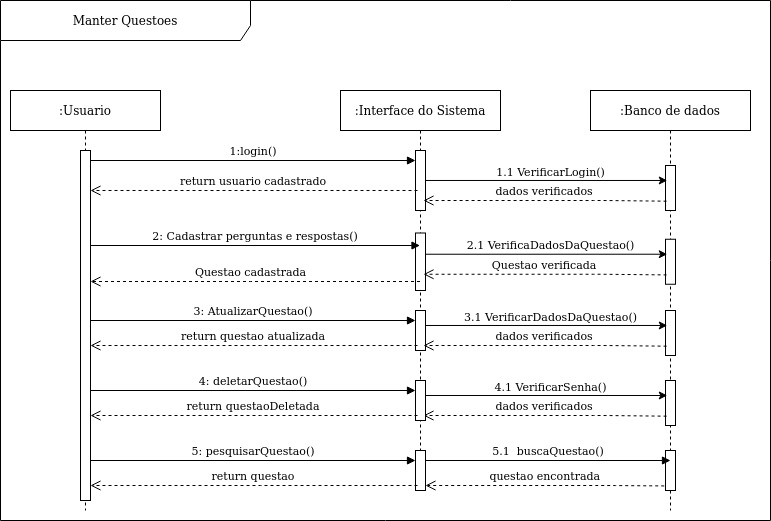 Manter Questoes
:Usuario
:Interface do Sistema
:Banco de dados
1:login()
1.1 VerificarLogin()
return usuario cadastrado
dados verificados
2: Cadastrar perguntas e respostas()
2.1 VerificaDadosDaQuestao()
Questao cadastrada
Questao verificada
3: AtualizarQuestao()
3.1 VerificarDadosDaQuestao()
return questao atualizada
dados verificados
4: deletarQuestao()
4.1 VerificarSenha()
return questaoDeletada
dados verificados
5: pesquisarQuestao()
5.1 buscaQuestao()
return questao
questao encontrada